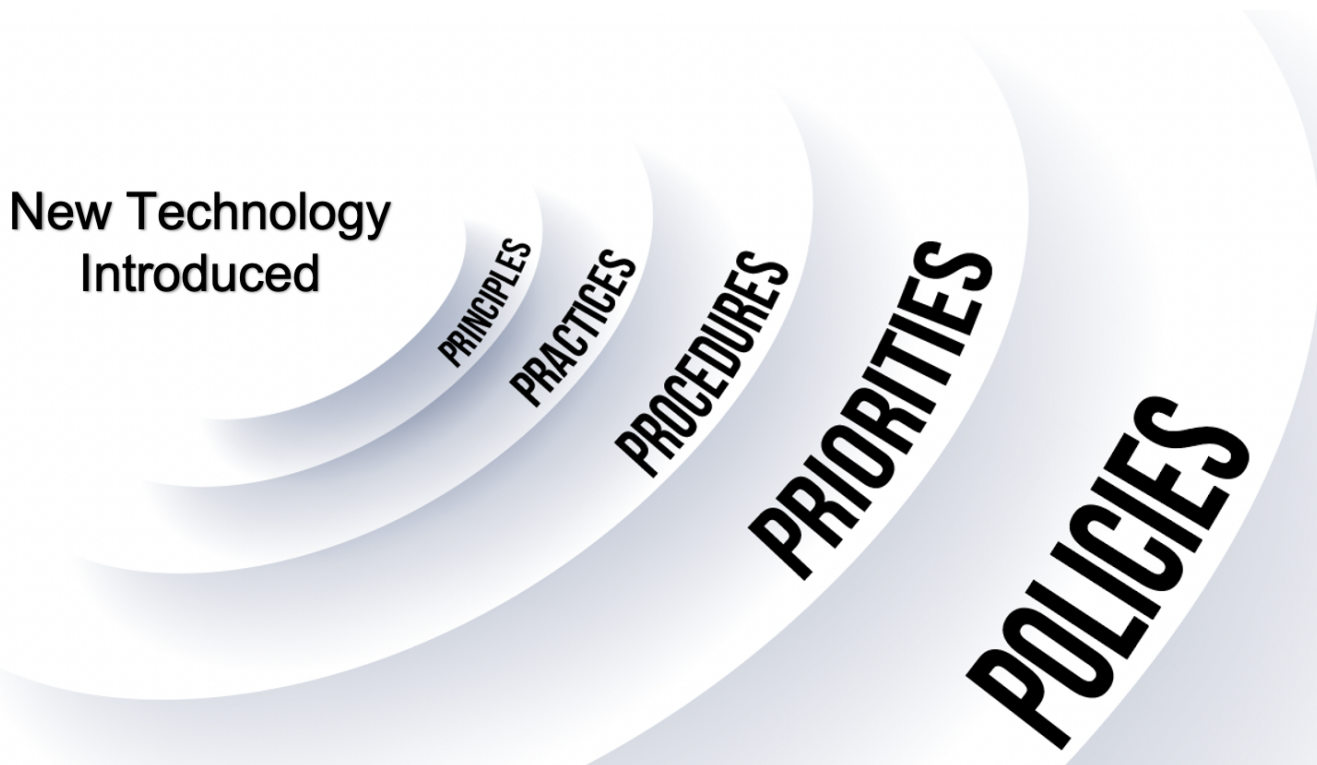 New Technology
Introduced
PRINCIPLES
PRACTICES
PROCEDURES
PRIORITIES
POLICIES